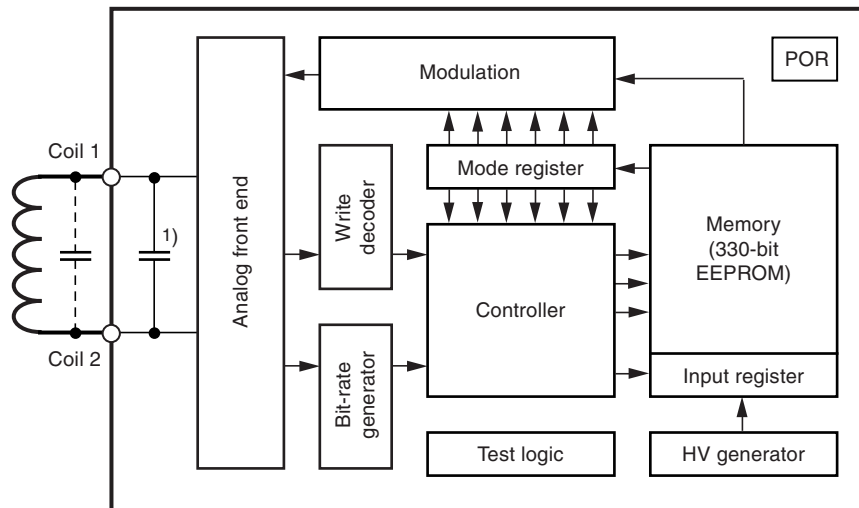 Modulation
POR
Coil 1
Mode register
1)
Analog front end
Write
decoder
Memory
(330-bit
EEPROM)
Controller
Coil 2
Bit-rate
generator
Input register
Test logic
HV generator